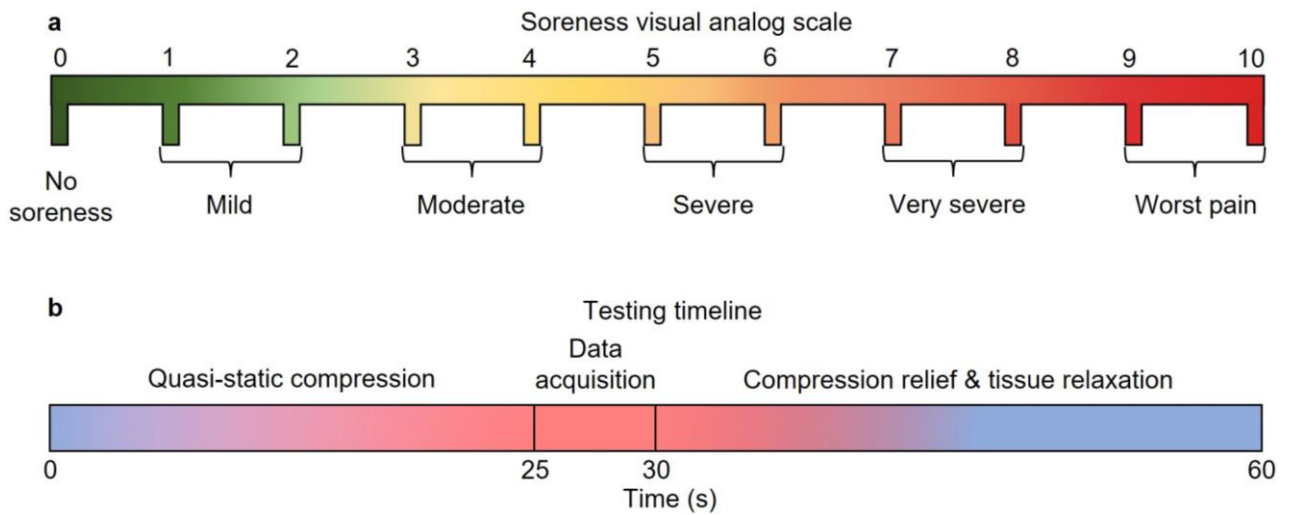 a
Soreness visual analog scale
0 1 2 3 4 5 6 7 8 9 10
No
soreness
Mild Moderate Severe Very severe Worst pain
b
Testing timeline
Data
Quasi-static compression acquisition Compression relief & tissue relaxation
0 25 30 60
Time (s)